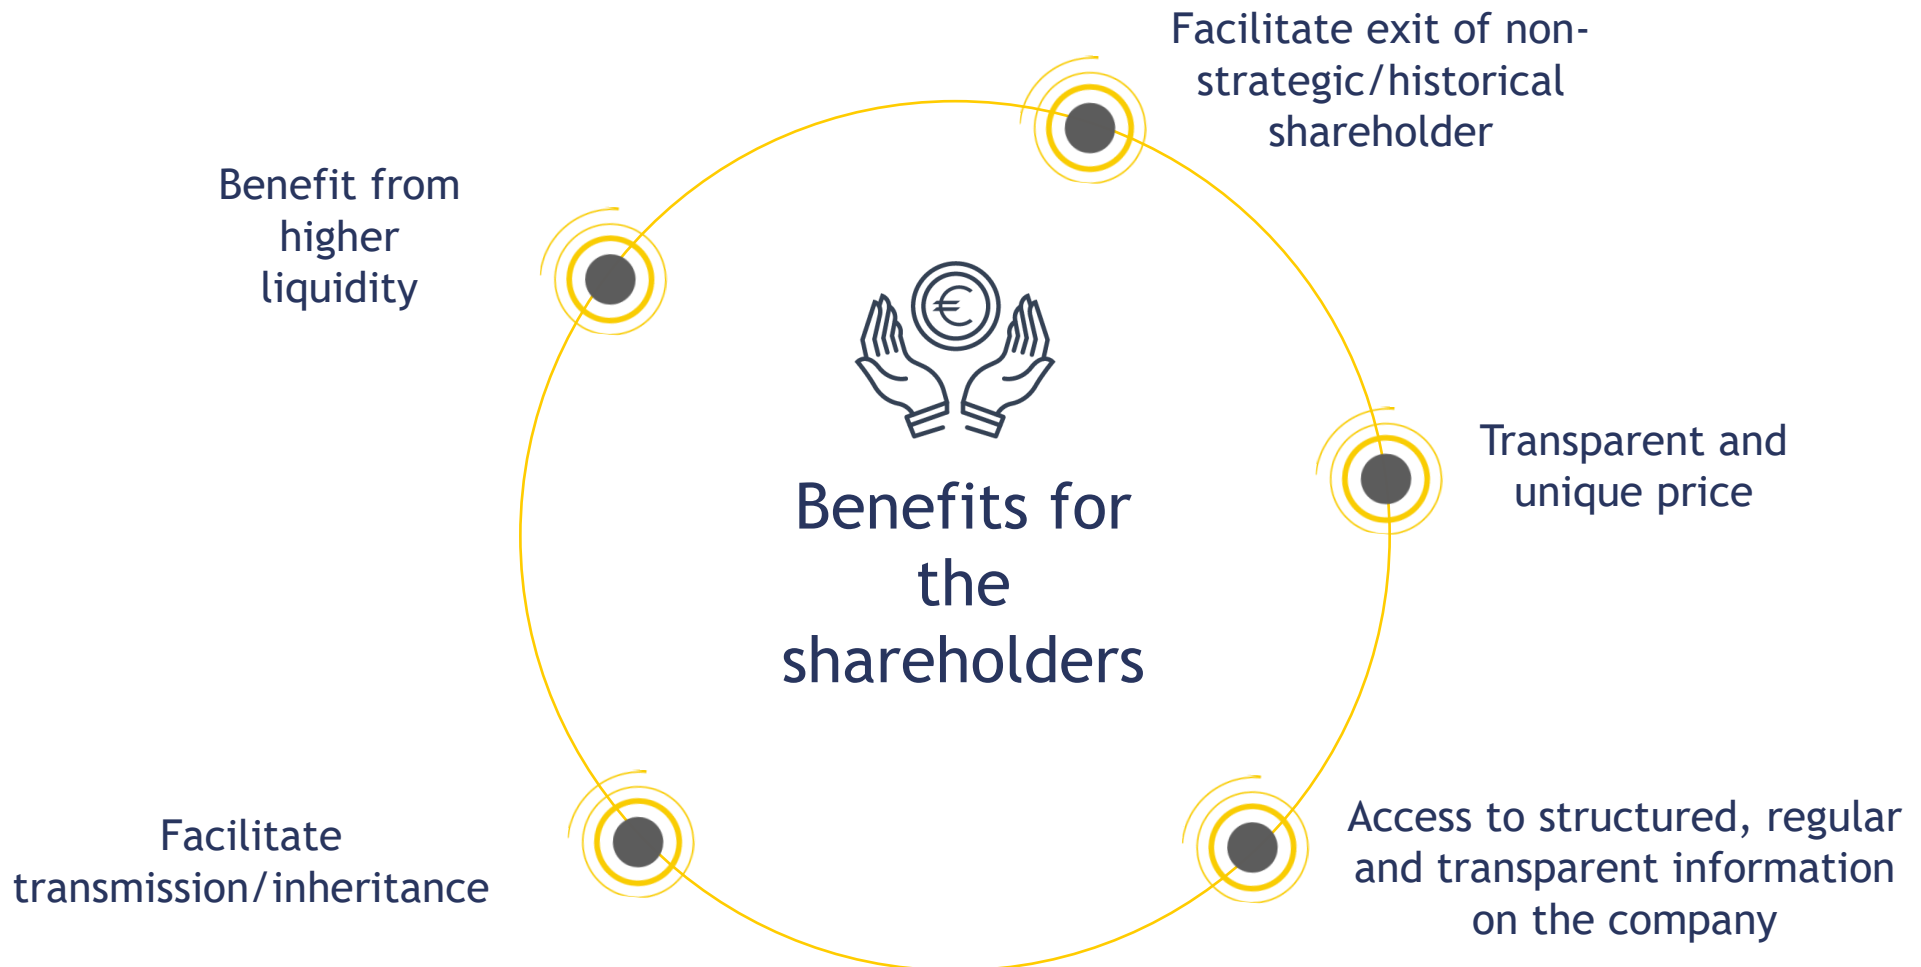 Facilitate exit of non-
strategic/historical
shareholder
Benefit from
higher
liquidity
Transparent and
unique price
Benefits for
the
shareholders
Facilitate
transmission/inheritance
Access to structured, regular
and transparent information
on the company